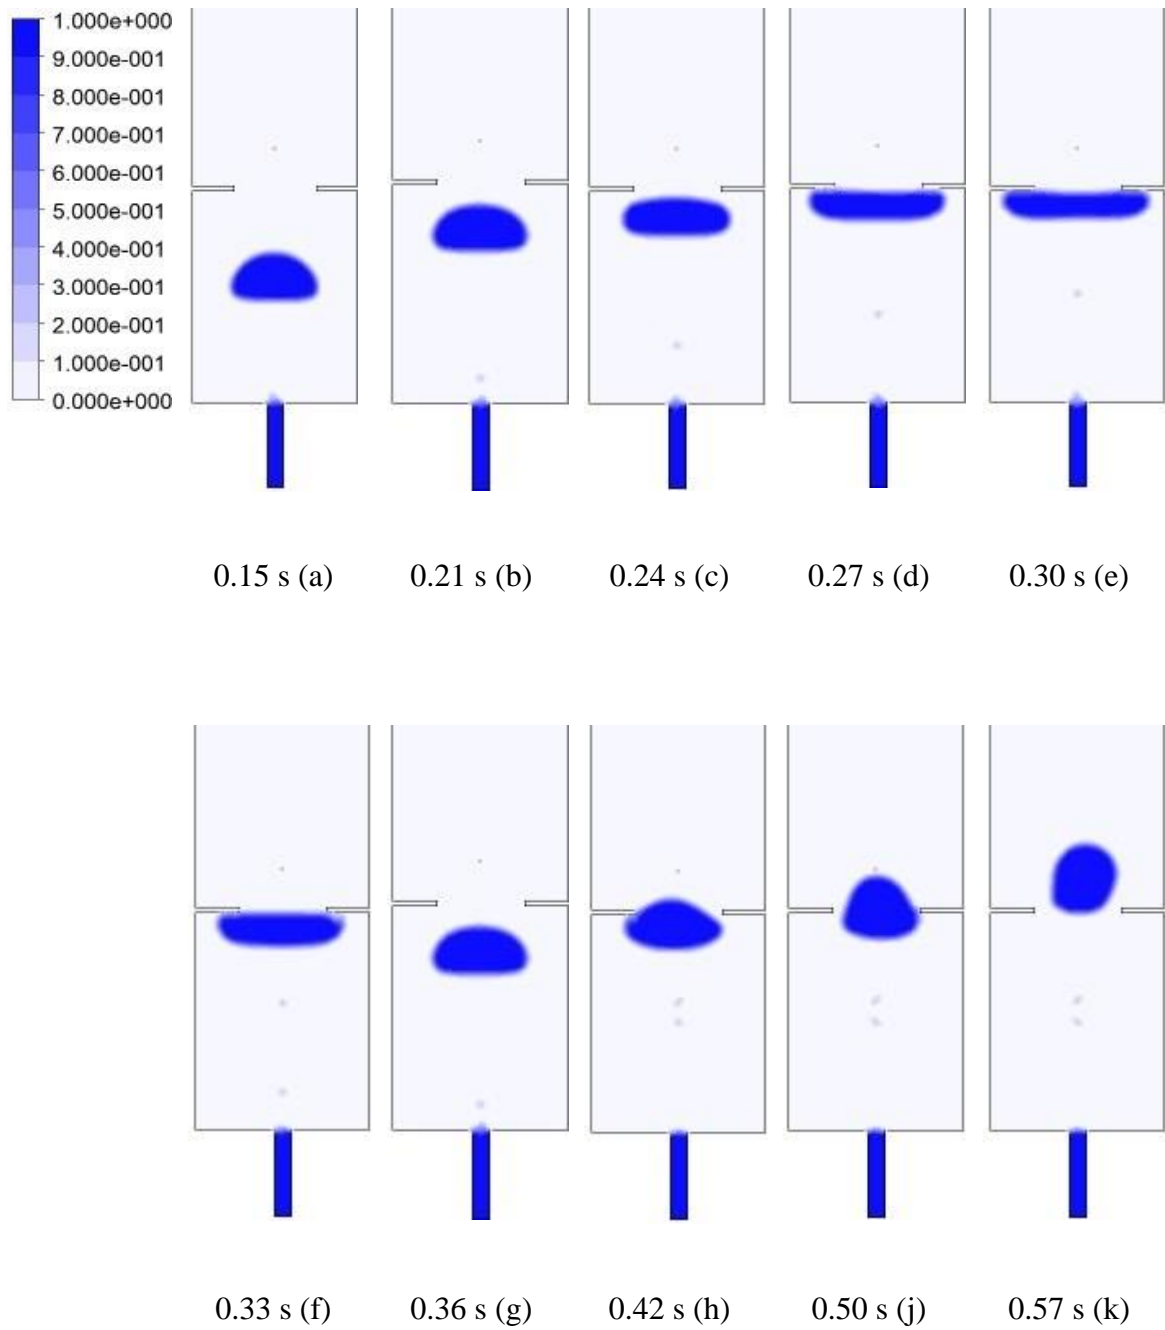 1.000e+000
9.000e-001
8.000e-001
7.000e-001
6.000e-001
5.000e-001
4.000e-001
3.000e-001
2.000e-001
1.000e-001
0.000e+000
0.15 s (a) 0.21 s (b) 0.24 s (c) 0.27 s (d) 0.30 s (e)
0.33 s (f) 0.36 s (g) 0.42 s (h) 0.50 s (j) 0.57 s (k)